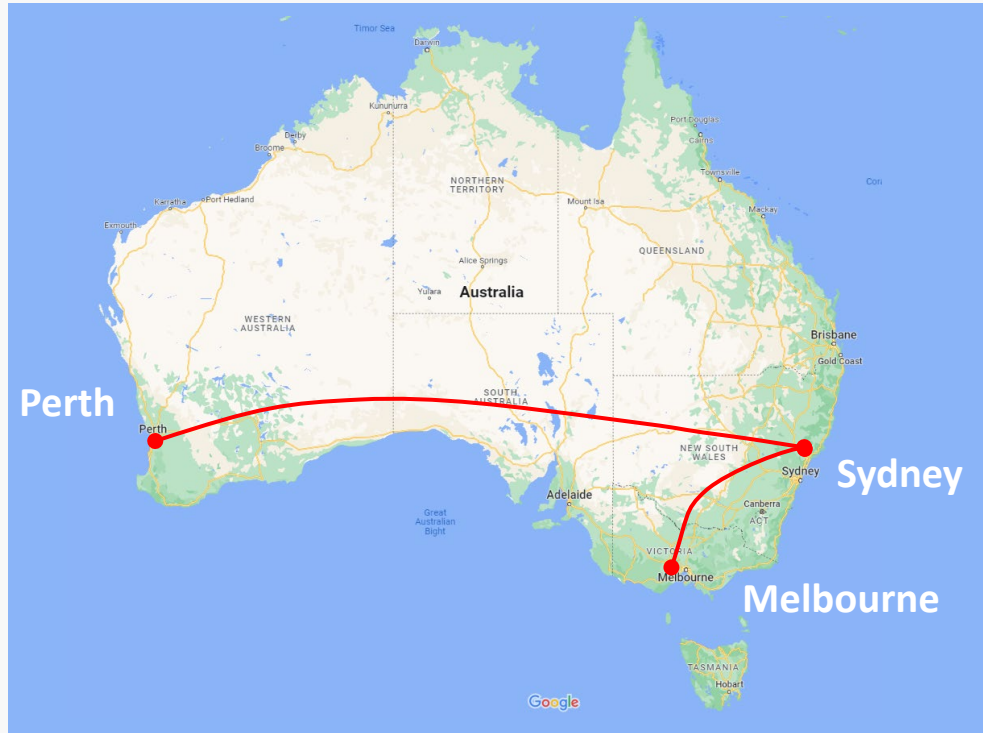 Timor Sea
Darwin
Kununurra
Derby
Broome
Port Douglas
Cairns
Townsville
Cori
NORTHERN
TERRITORY
Karratha
Port Hedland
Mount Isa
Mackay
Exmouth
QUEENSLAND
Alice Springs
Yulara
Australia
WESTERN
AUSTRALIA
Brisbane
Gold Coast
SOUTH
AUSTRALIA
Perth
Perth
NEW SOUTH
WALES
Sydney
Sydney
Adelaide
Canberra
ACT
Great
Australian
Bight
VICTORIA
Melbourne
Melbourne
TASMANIA
Hobart
Google